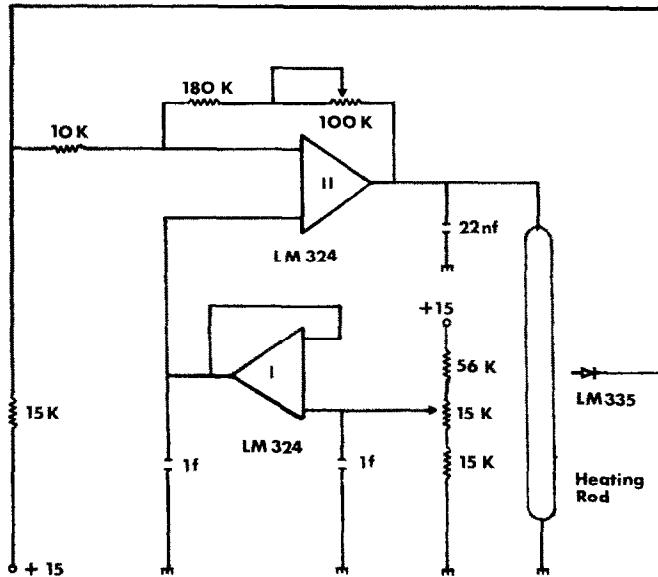 180 K
100 K
10 K
II
LM 324
22nf
+15
56 K
I
15 K
LM335
15 K
LM 324
1f
1f
15 K
Heating
Rod
+ 15